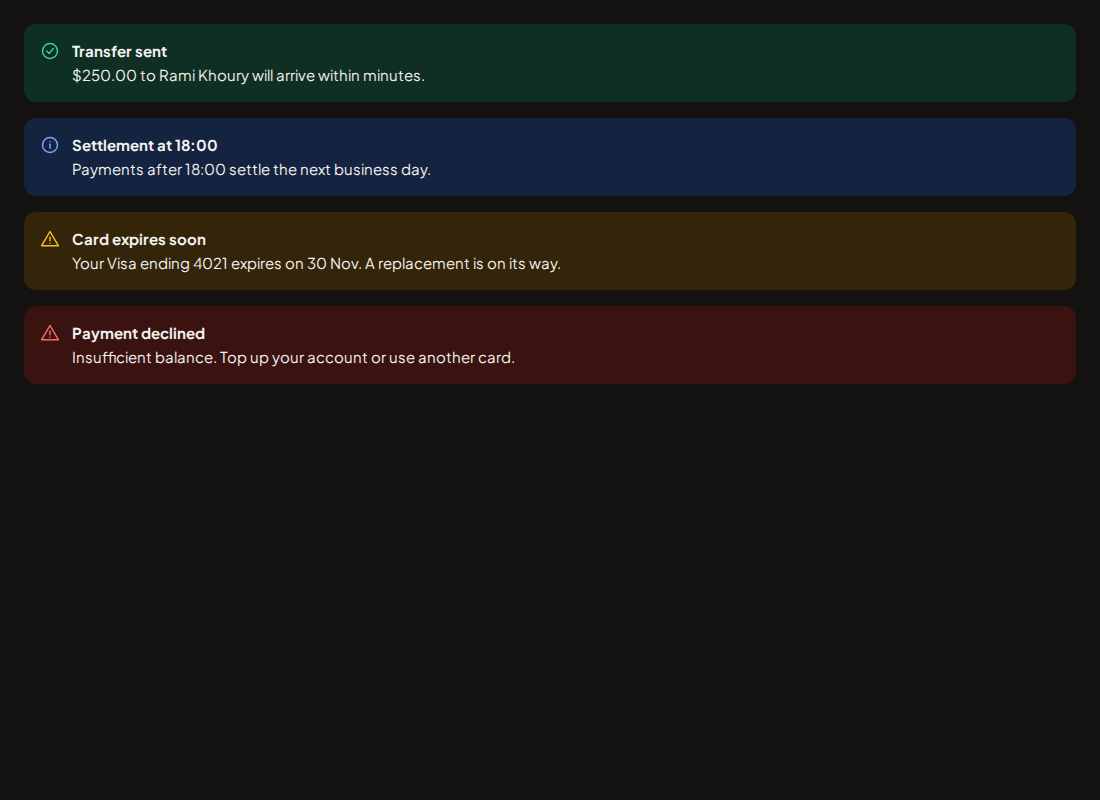 Transfer sent
$250.00 to Rami Khoury will arrive within minutes.
Settlement at 18:00
Payments after 18:00 settle the next business day.
Card expires soon
Your Visa ending 4021 expires on 30 Nov. A replacement is on its way.
Payment declined
Insufficient balance. Top up your account or use another card.